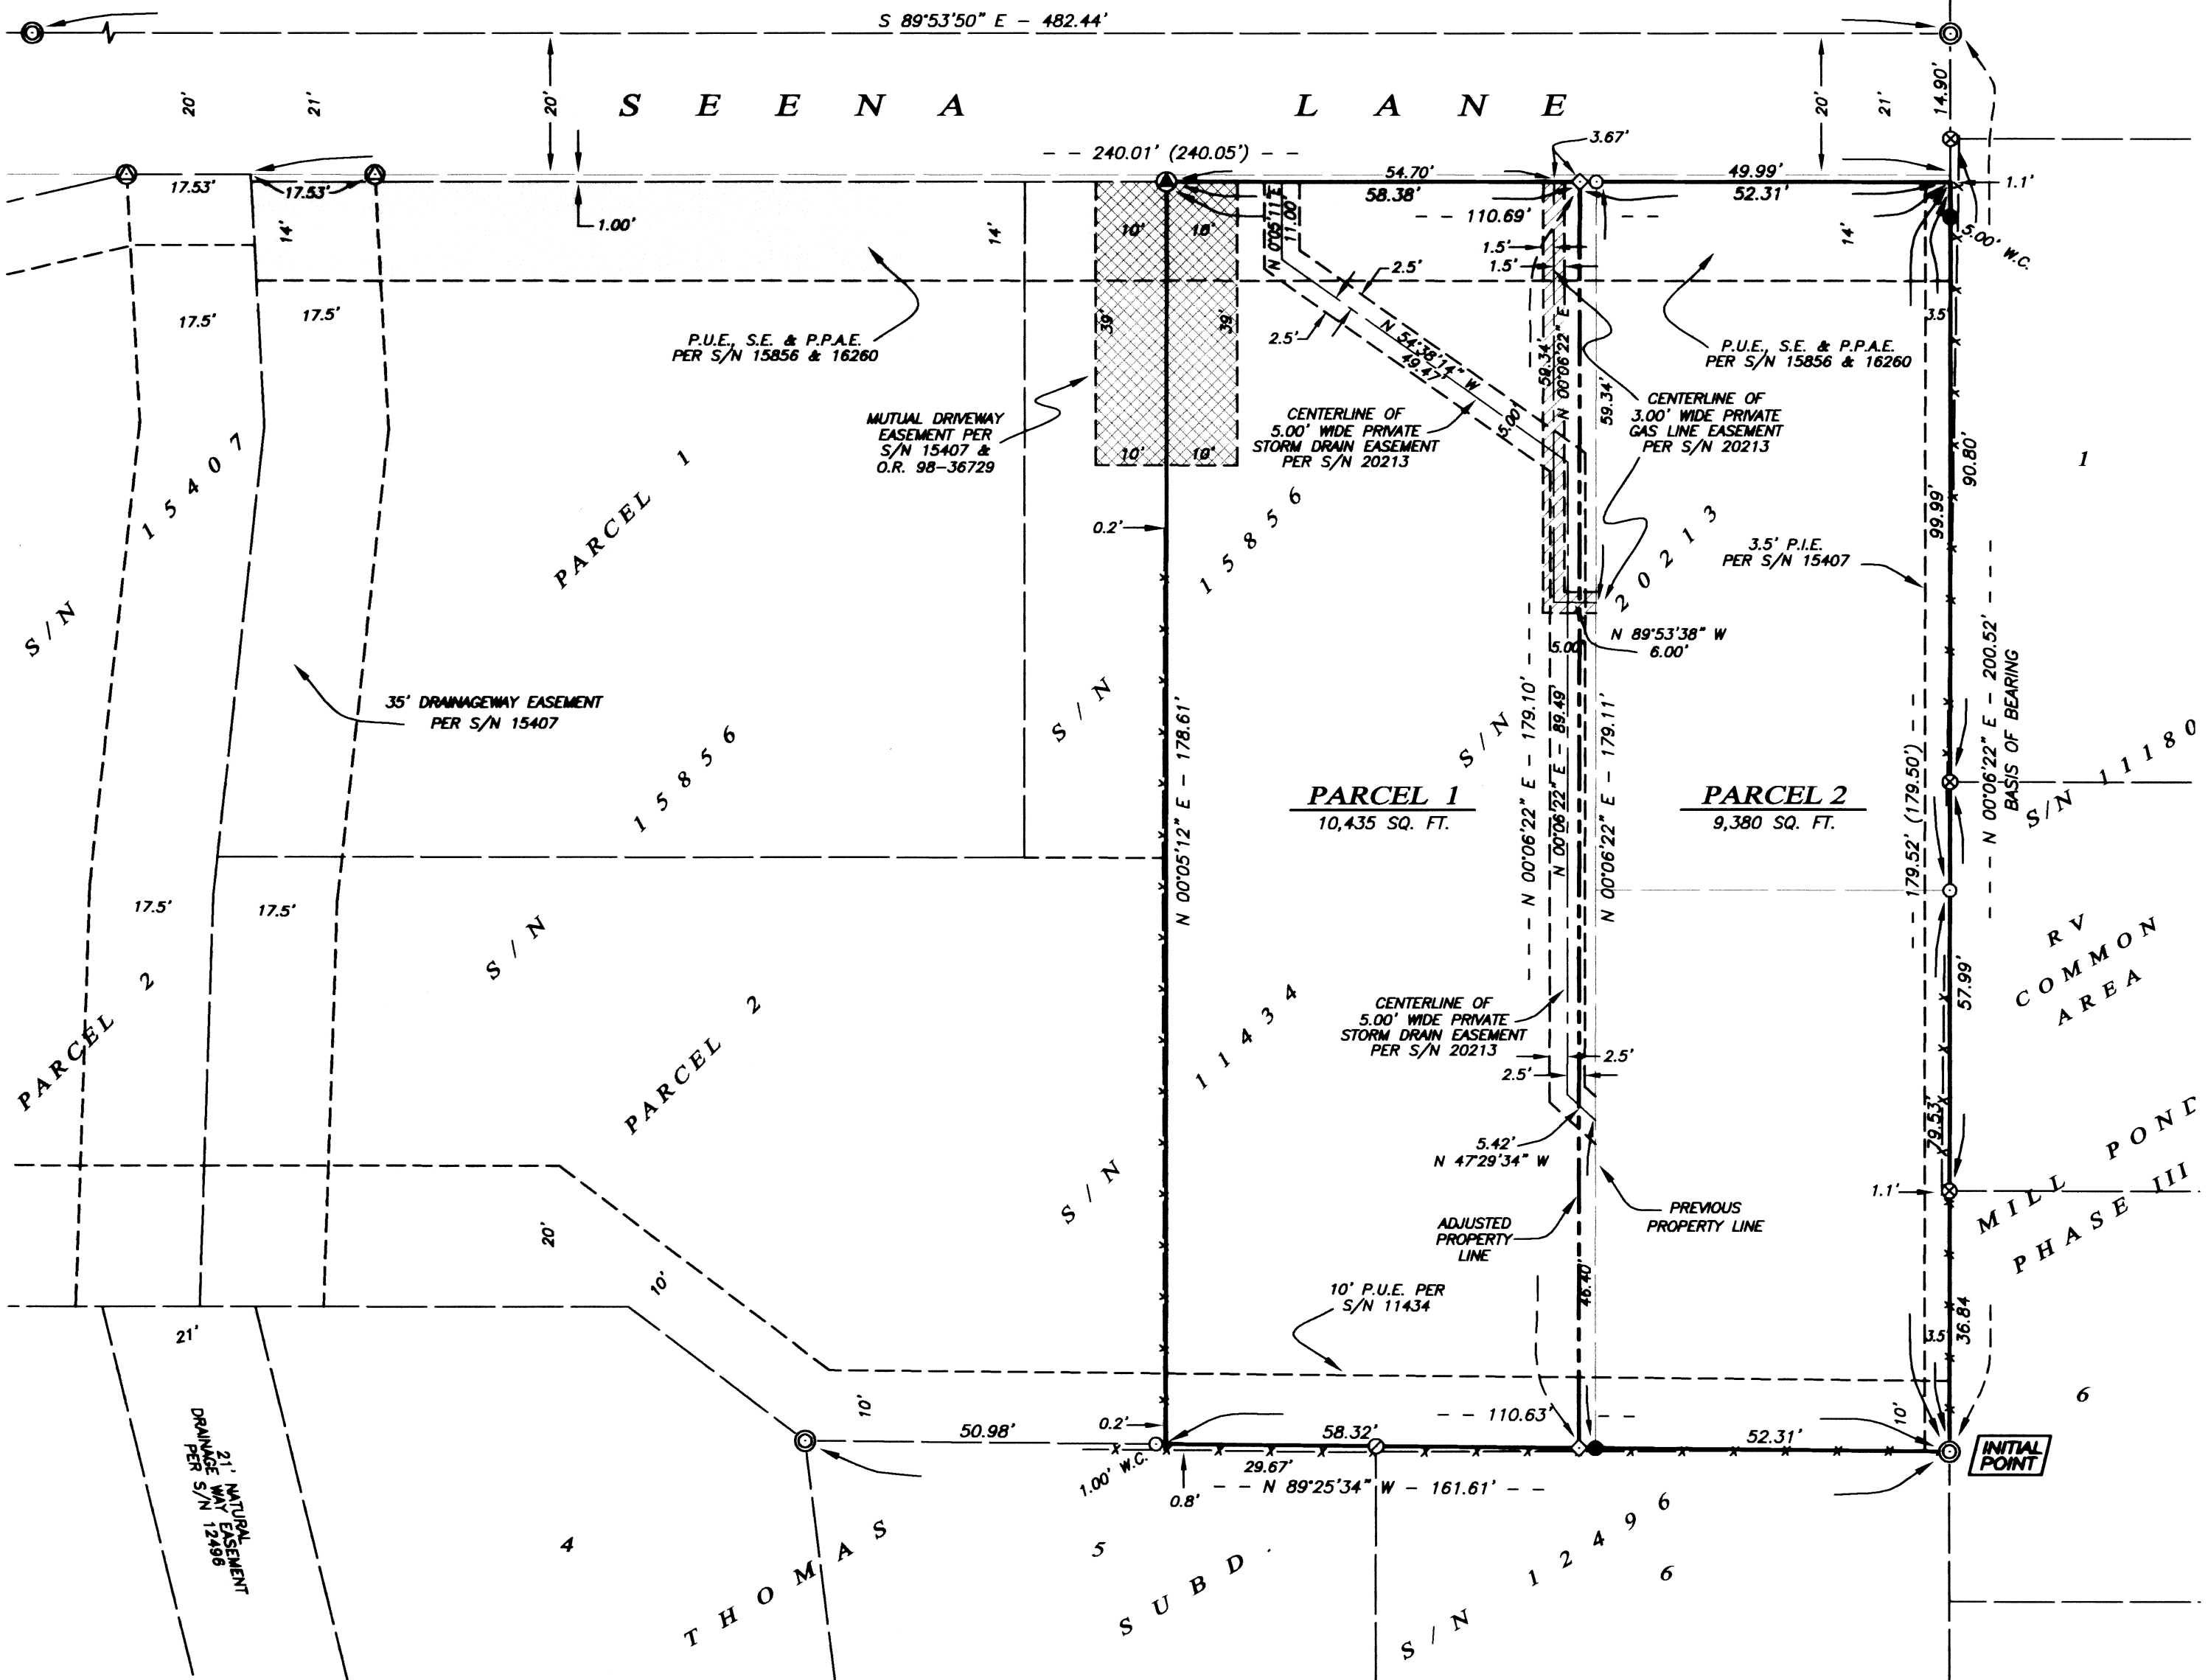 S 89°53'50" E - 482.44'
20'
21'
20'
S E E N A L A N E
20'
21'
14.90'
3.67'
- - 240.01' (240.05') - -
17.53'
17.53'
54.70'
49.99'
1.1'
58.38'
52.31'
1.00'
14'
14'
10'
10'
N 0°05'11" E
11.00'
- - 110.69' - -
14'
5.00' W.C.
1.5'
1.5'
2.5'
17.5'
17.5'
39'
39'
2.5'
3.5'
P.U.E., S.E. & P.P.A.E.
PER S/N 15856 & 16260
N 54°38'14" W
49.47'
59.34'
N 00°06'22" E
59.34'
P.U.E., S.E. & P.P.A.E.
PER S/N 15856 & 16260
MUTUAL DRIVEWAY
EASEMENT PER
S/N 15407 &
O.R. 98-36729
10'
10'
CENTERLINE OF
5.00' WIDE PRIVATE
STORM DRAIN EASEMENT
PER S/N 20213
5.00'
CENTERLINE OF
3.00' WIDE PRIVATE
GAS LINE EASEMENT
PER S/N 20213
90.80'
1
S/N 15407
PARCEL 1
0.2'
S/N 15856
S/N 20213
99.99'
3.5' P.I.E.
PER S/N 15407
N 89°53'38" W
6.00'
5.00'
35' DRAINAGEWAY EASEMENT
PER S/N 15407
S/N 15856
N 00°05'12" E - 178.61'
- - N 00°06'22" E - 179.10' - -
N 00°06'22" E - 89.49'
N 00°06'22" E - 179.11'
- - 179.52' (179.50') - -
- - N 00°06'22" E - 200.52' - -
BASIS OF BEARING
S/N 11180
PARCEL 1
10,435 SQ. FT.
PARCEL 2
9,380 SQ. FT.
17.5'
17.5'
RV
COMMON
AREA
57.99'
PARCEL 2
PARCEL 2
S/N 11434
CENTERLINE OF
5.00' WIDE PRIVATE
STORM DRAIN EASEMENT
PER S/N 20213
2.5'
2.5'
5.42'
N 47°29'34" W
79.53'
1.1'
MILL POND
PHASE III
20'
10'
ADJUSTED
PROPERTY
LINE
PREVIOUS
PROPERTY LINE
46.40'
10' P.U.E. PER
S/N 11434
36.84
3.5'
21'
6
10'
50.98'
0.2'
58.32'
- - 110.63' - -
52.31'
10'
INITIAL
POINT
1.00' W.C.
29.67'
0.8'
- - N 89°25'34" W - 161.61' - -
21' NATURAL
DRAINAGE WAY EASEMENT
PER S/N 12496
4
5
6
THOMAS SUBD.
S/N 12496